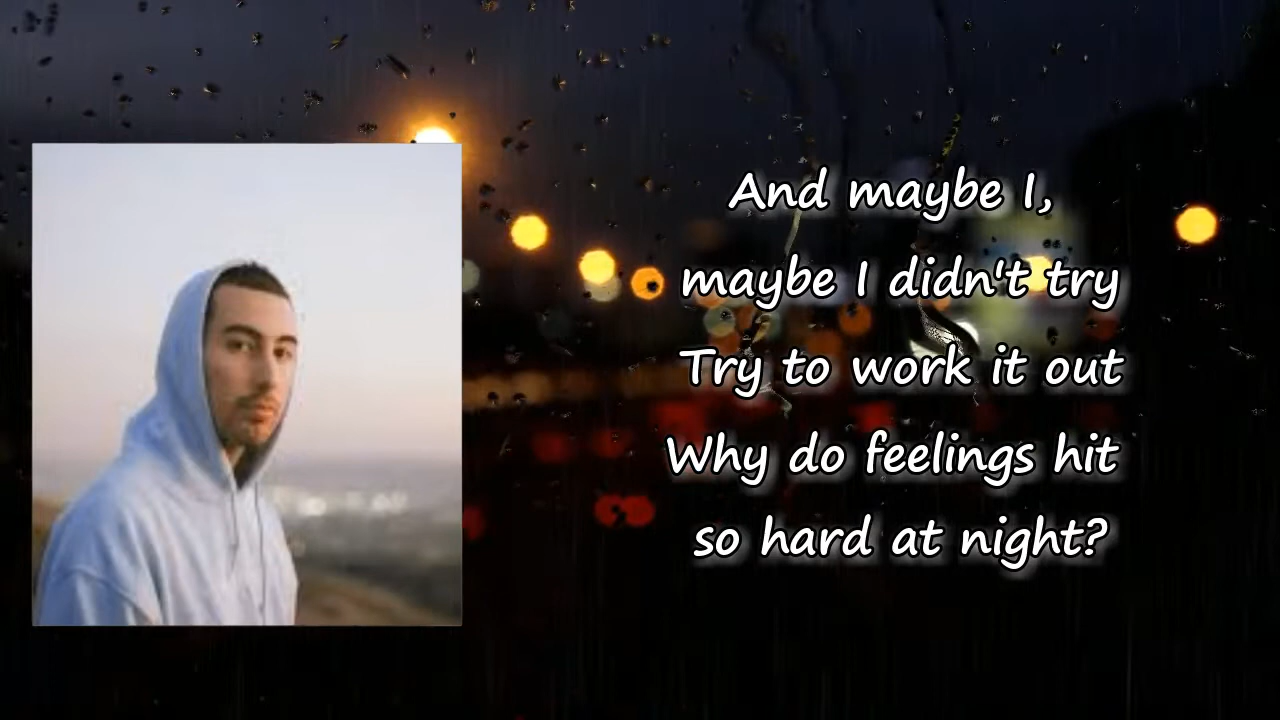 And maybe I,
maybe I didn't try
Try to work it out
Why do feelings hit
so hard at night?